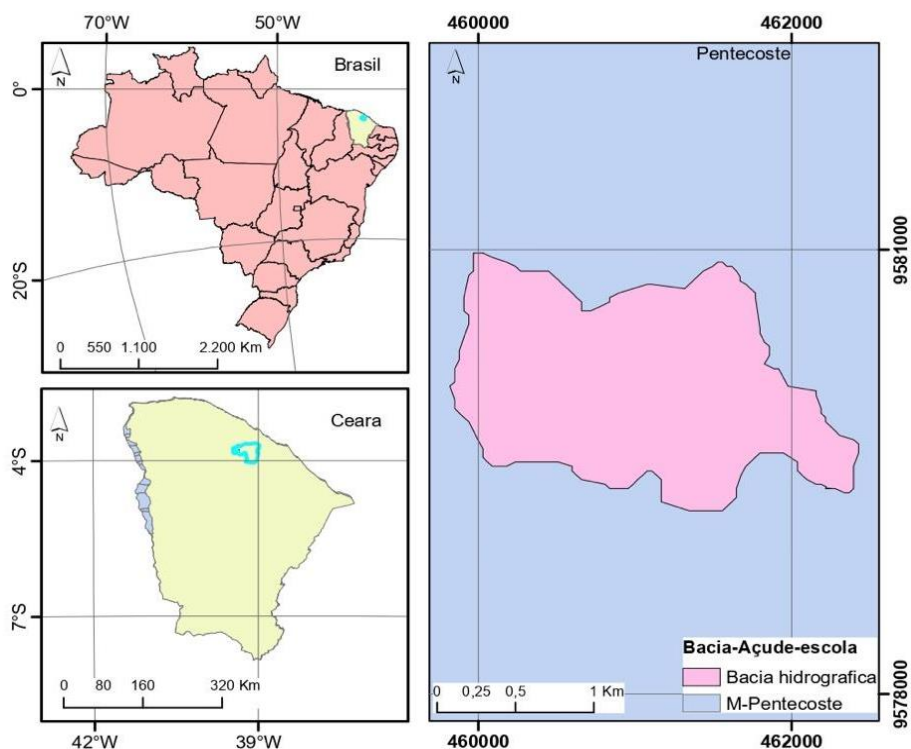 70°W 50°W
N
Brasil
0°
20°S
0 550 1.100 2.200 Km
N
Ceara
4°S
7°S
0 80 160 320 Km
42°W 39°W
460000 462000
N
Pentecoste
9581000
9578000
Bacia-Açude-escola
Bacia hidrografica
M-Pentecoste
0 0,25 0,5 1 Km
460000 462000